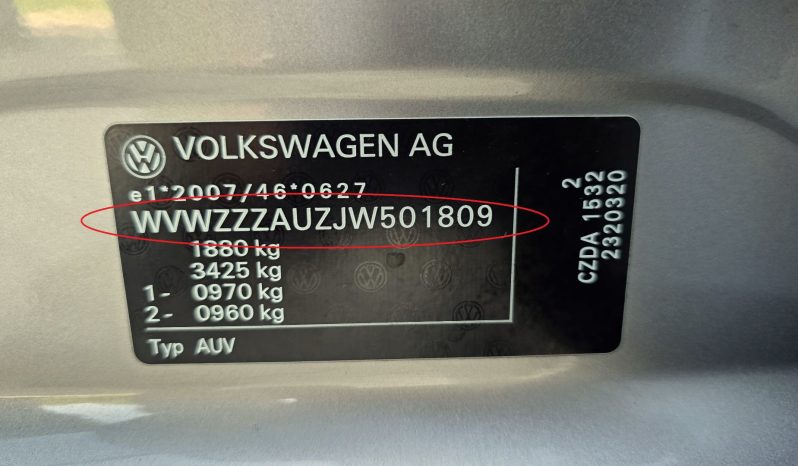 VOLKSWAGEN AG
e1*2007/46*0627
WVWZZZAUZJW501809
1880 kg
3425 kg
1- 0970 kg
2- 0960 kg
Typ AUV
2
CZDA 1532
2320320